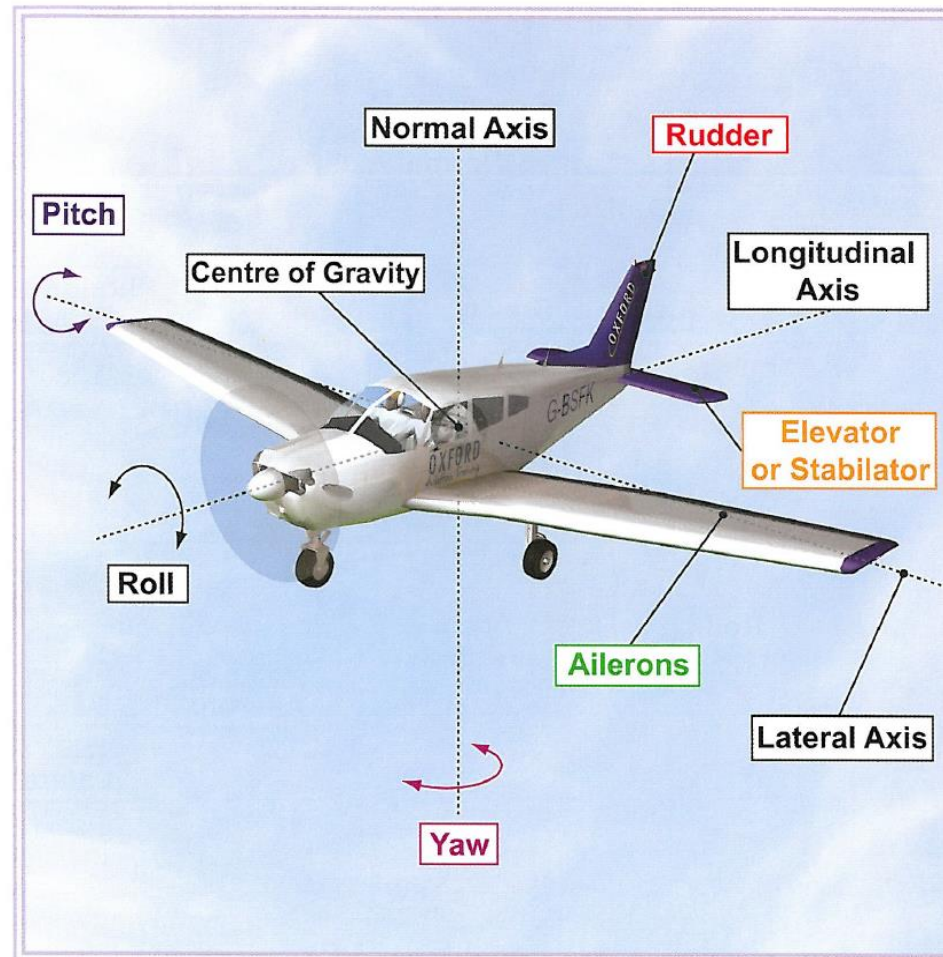 Normal Axis
Rudder
Pitch
Centre of Gravity
Longitudinal
Axis
OXFORD
G-BSFK
OXFORD
Elevator
or Stabilator
Roll
Ailerons
Lateral Axis
Yaw